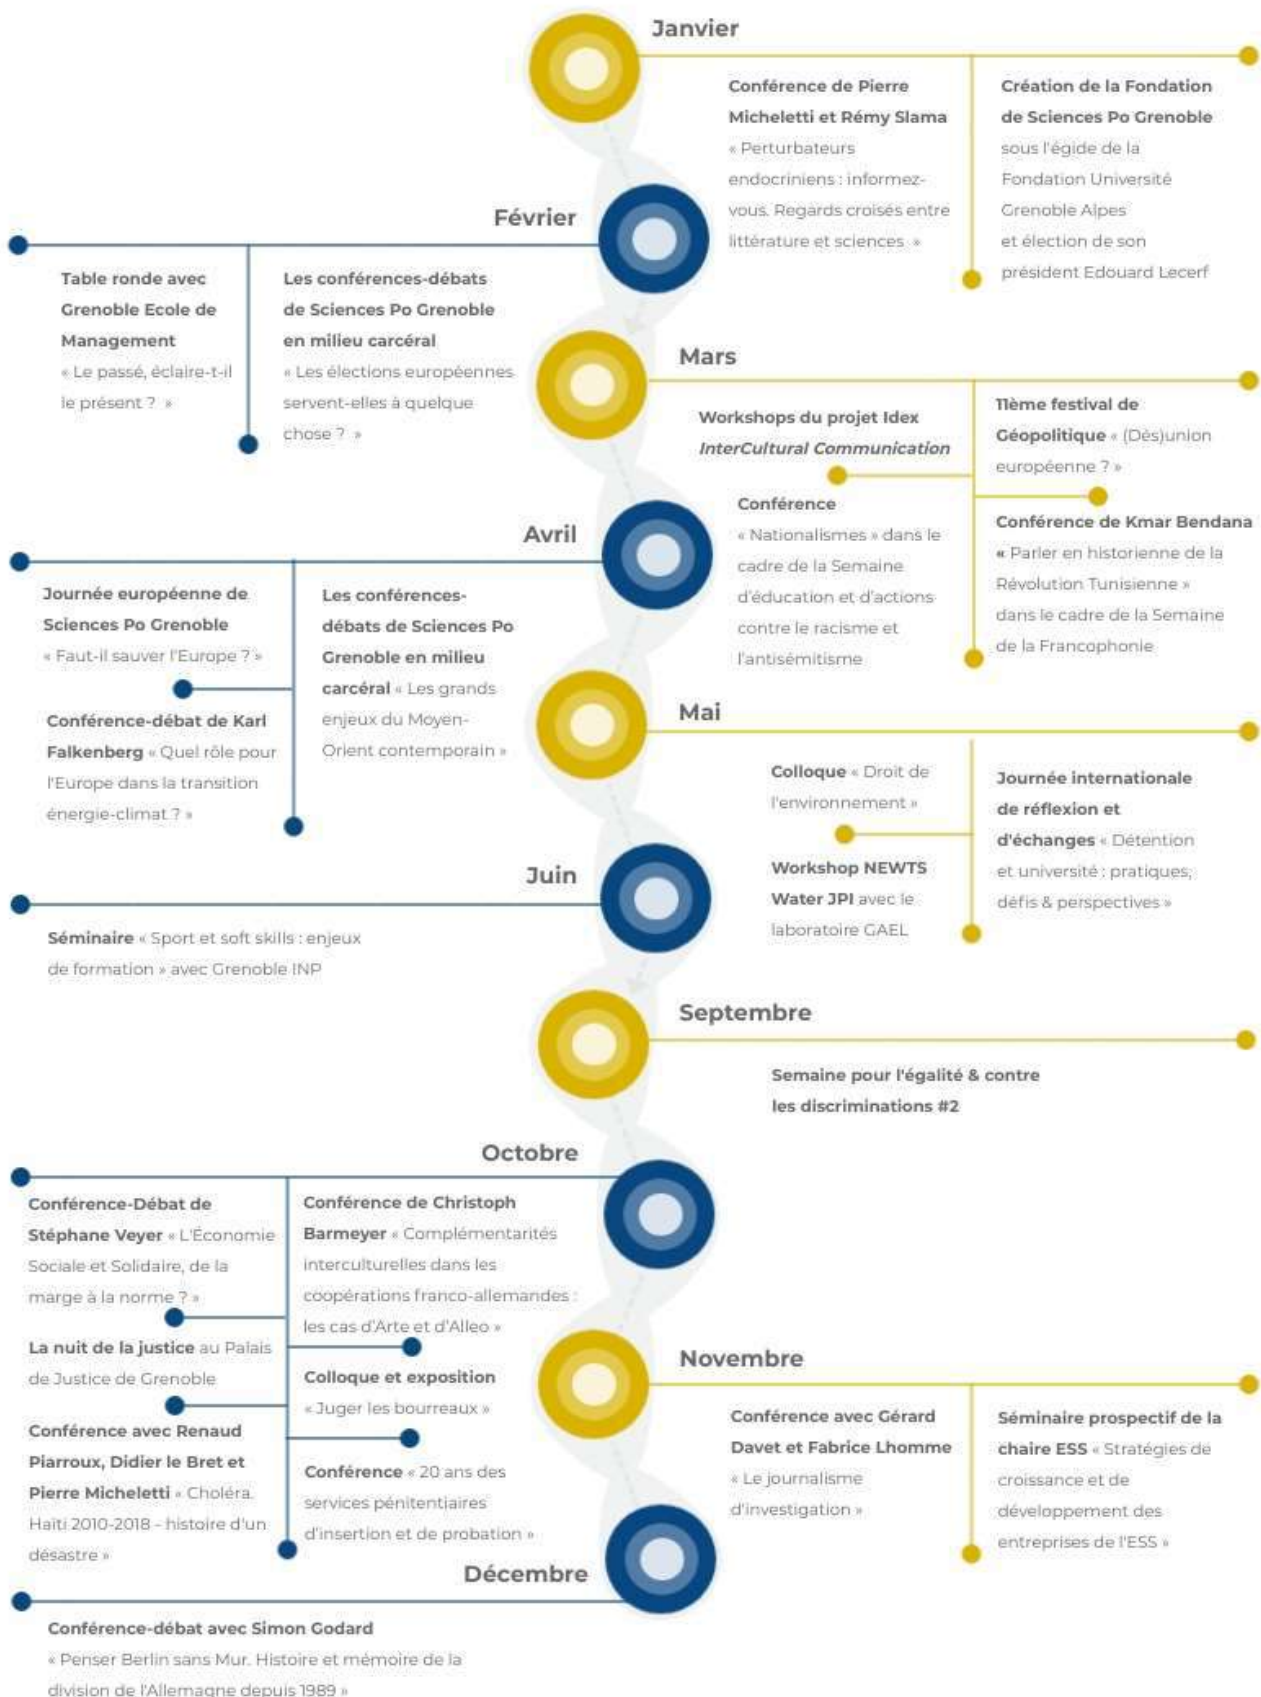 Janvier
Conférence de Pierre
Micheletti et Rémy Slama
« Perturbateurs
endocriniens : informez-
vous. Regards croisés entre
littérature et sciences »
Création de la Fondation
de Sciences Po Grenoble
sous l'égide de la
Fondation Université
Grenoble Alpes
et élection de son
président Edouard Lecerf
Février
Table ronde avec
Grenoble Ecole de
Management
« Le passé, éclaire-t-il
le présent ? »
Les conférences-débats
de Sciences Po Grenoble
en milieu carcéral
« Les élections européennes
servent-elles à quelque
chose ? »
Mars
Workshops du projet Idex
InterCultural Communication
Conférence
« Nationalismes » dans le
cadre de la Semaine
d'éducation et d'actions
contre le racisme et
l'antisémitisme
11ème festival de
Géopolitique « (Dés)union
européenne ? »
Conférence de Kmar Bendana
« Parler en historienne de la
Révolution Tunisienne »
dans le cadre de la Semaine
de la Francophonie
Avril
Journée européenne de
Sciences Po Grenoble
« Faut-il sauver l'Europe ? »
Conférence-débat de Karl
Falkenberg « Quel rôle pour
l'Europe dans la transition
énergie-climat ? »
Les conférences-
débats de Sciences Po
Grenoble en milieu
carcéral « Les grands
enjeux du Moyen-
Orient contemporain »
Mai
Colloque « Droit de
l'environnement »
Workshop NEWTS
Water JPI avec le
laboratoire GAEL
Journée internationale
de réflexion et
d'échanges « Détention
et université : pratiques,
défis & perspectives »
Juin
Séminaire « Sport et soft skills : enjeux
de formation » avec Grenoble INP
Septembre
Semaine pour l'égalité & contre
les discriminations #2
Octobre
Conférence-Débat de
Stéphane Veyer « L'Économie
Sociale et Solidaire, de la
marge à la norme ? »
La nuit de la justice au Palais
de Justice de Grenoble
Conférence avec Renaud
Piarroux, Didier le Bret et
Pierre Micheletti « Choléra.
Haïti 2010-2018 – histoire d'un
désastre »
Conférence de Christoph
Barmeyer « Complémentarités
interculturelles dans les
coopérations franco-allemandes :
les cas d'Arte et d'Alleo »
Colloque et exposition
« Juger les bourreaux »
Conférence « 20 ans des
services pénitentiaires
d'insertion et de probation »
Novembre
Conférence avec Gérard
Davet et Fabrice Lhomme
« Le journalisme
d'investigation »
Séminaire prospectif de la
chaire ESS « Stratégies de
croissance et de
développement des
entreprises de l'ESS »
Décembre
Conférence-débat avec Simon Godard
« Penser Berlin sans Mur. Histoire et mémoire de la
division de l'Allemagne depuis 1989 »